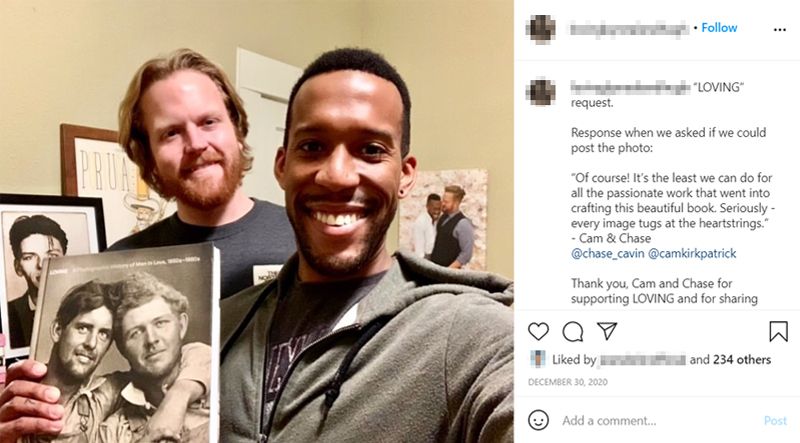 • Follow
"LOVING"
request.
Response when we asked if we could
post the photo:
"Of course! It's the least we can do for
all the passionate work that went into
crafting this beautiful book. Seriously -
every image tugs at the heartstrings."
- Cam & Chase
@chase_cavin @camkirkpatrick
Thank you, Cam and Chase for
supporting LOVING and for sharing
Liked by
and 234 others
DECEMBER 30, 2020
Add a comment...
Post
PRUA
LOVING A Photographic History of Men in Love, 1850s–1950s